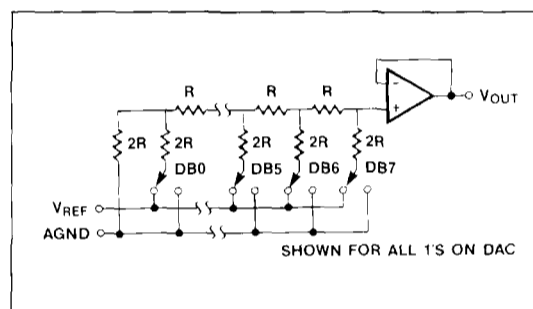 R R R
2R 2R 2R 2R 2R
DB0 DB5 DB6 DB7
- +
VOUT
VREF
AGND
SHOWN FOR ALL 1'S ON DAC